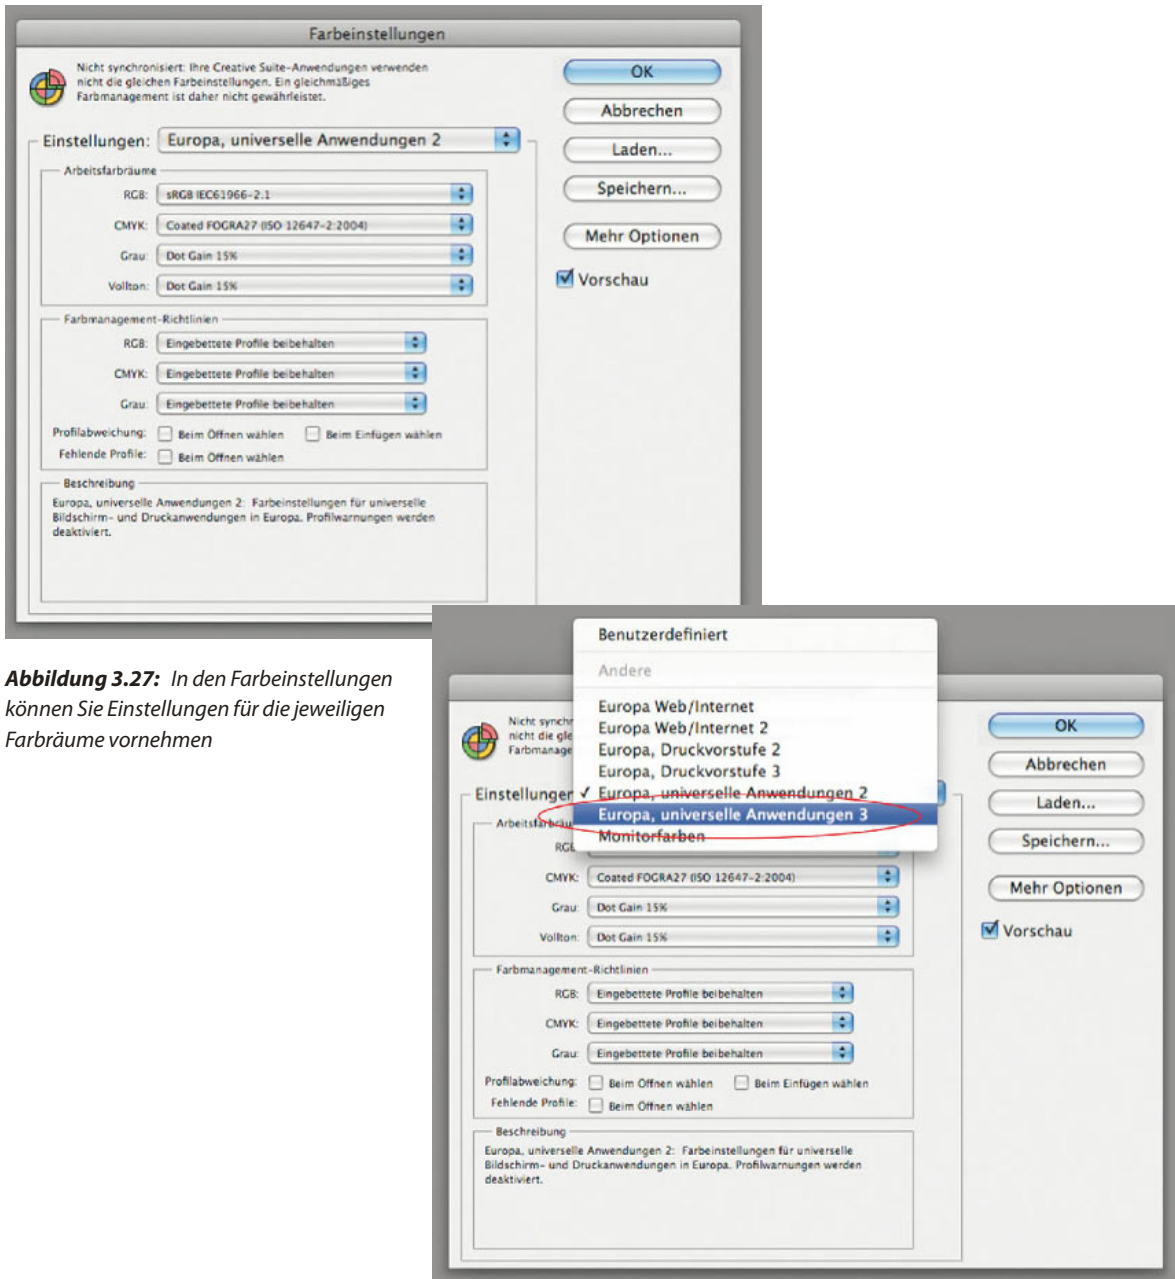 Farbeinstellungen
Nicht synchronisiert: Ihre Creative Suite-Anwendungen verwenden
nicht die gleichen Farbeinstellungen. Ein gleichmäßiges
Farbmanagement ist daher nicht gewährleistet.
OK
Abbrechen
Laden...
Speichern...
Mehr Optionen
Vorschau
Einstellungen: Europa, universelle Anwendungen 2
Arbeitsfarbräume
RGB: sRGB IEC61966-2.1
CMYK: Coated FOGRA27 (ISO 12647-2:2004)
Grau: Dot Gain 15%
Vollton: Dot Gain 15%
Farbmanagement-Richtlinien
RGB: Eingebettete Profile beibehalten
CMYK: Eingebettete Profile beibehalten
Grau: Eingebettete Profile beibehalten
Profilabweichung: Beim Öffnen wählen Beim Einfügen wählen
Fehlende Profile: Beim Öffnen wählen
Beschreibung
Europa, universelle Anwendungen 2: Farbeinstellungen für universelle
Bildschirm- und Druckanwendungen in Europa. Profilwarnungen werden
deaktiviert.
Abbildung 3.27: In den Farbeinstellungen
können Sie Einstellungen für die jeweiligen
Farbräume vornehmen
Benutzerdefiniert
Andere
Europa Web/Internet
Europa Web/Internet 2
Europa, Druckvorstufe 2
Europa, Druckvorstufe 3
✓ Europa, universelle Anwendungen 2
Europa, universelle Anwendungen 3
Monitorfarben
Nicht synchr
nicht die gle
Farbmanage
OK
Abbrechen
Laden...
Speichern...
Mehr Optionen
Vorschau
Einstellungen
Arbeitsfarbräu
RGB
CMYK: Coated FOGRA27 (ISO 12647-2:2004)
Grau: Dot Gain 15%
Vollton: Dot Gain 15%
Farbmanagement-Richtlinien
RGB: Eingebettete Profile beibehalten
CMYK: Eingebettete Profile beibehalten
Grau: Eingebettete Profile beibehalten
Profilabweichung: Beim Öffnen wählen Beim Einfügen wählen
Fehlende Profile: Beim Öffnen wählen
Beschreibung
Europa, universelle Anwendungen 2: Farbeinstellungen für universelle
Bildschirm- und Druckanwendungen in Europa. Profilwarnungen werden
deaktiviert.